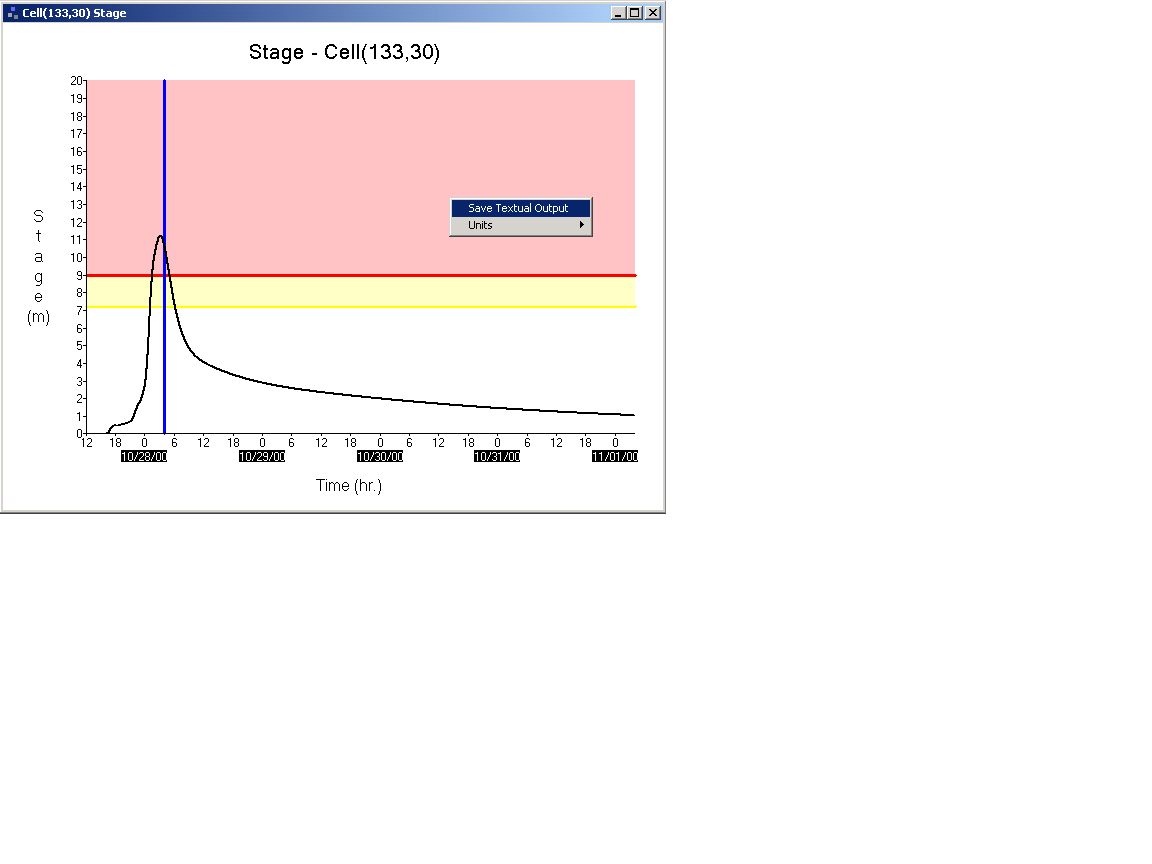 Cell(133,30) Stage
Stage - Cell(133,30)
20
19
18
17
16
15
14
13
12
11
10
9
8
7
6
5
4
3
2
1
0
Stage
(m)
Save Textual Output
Units
12 18 0 6 12 18 0 6 12 18 0 6 12 18 0 6 12 18 0
10/28/00 10/29/00 10/30/00 10/31/00 11/01/00
Time (hr.)